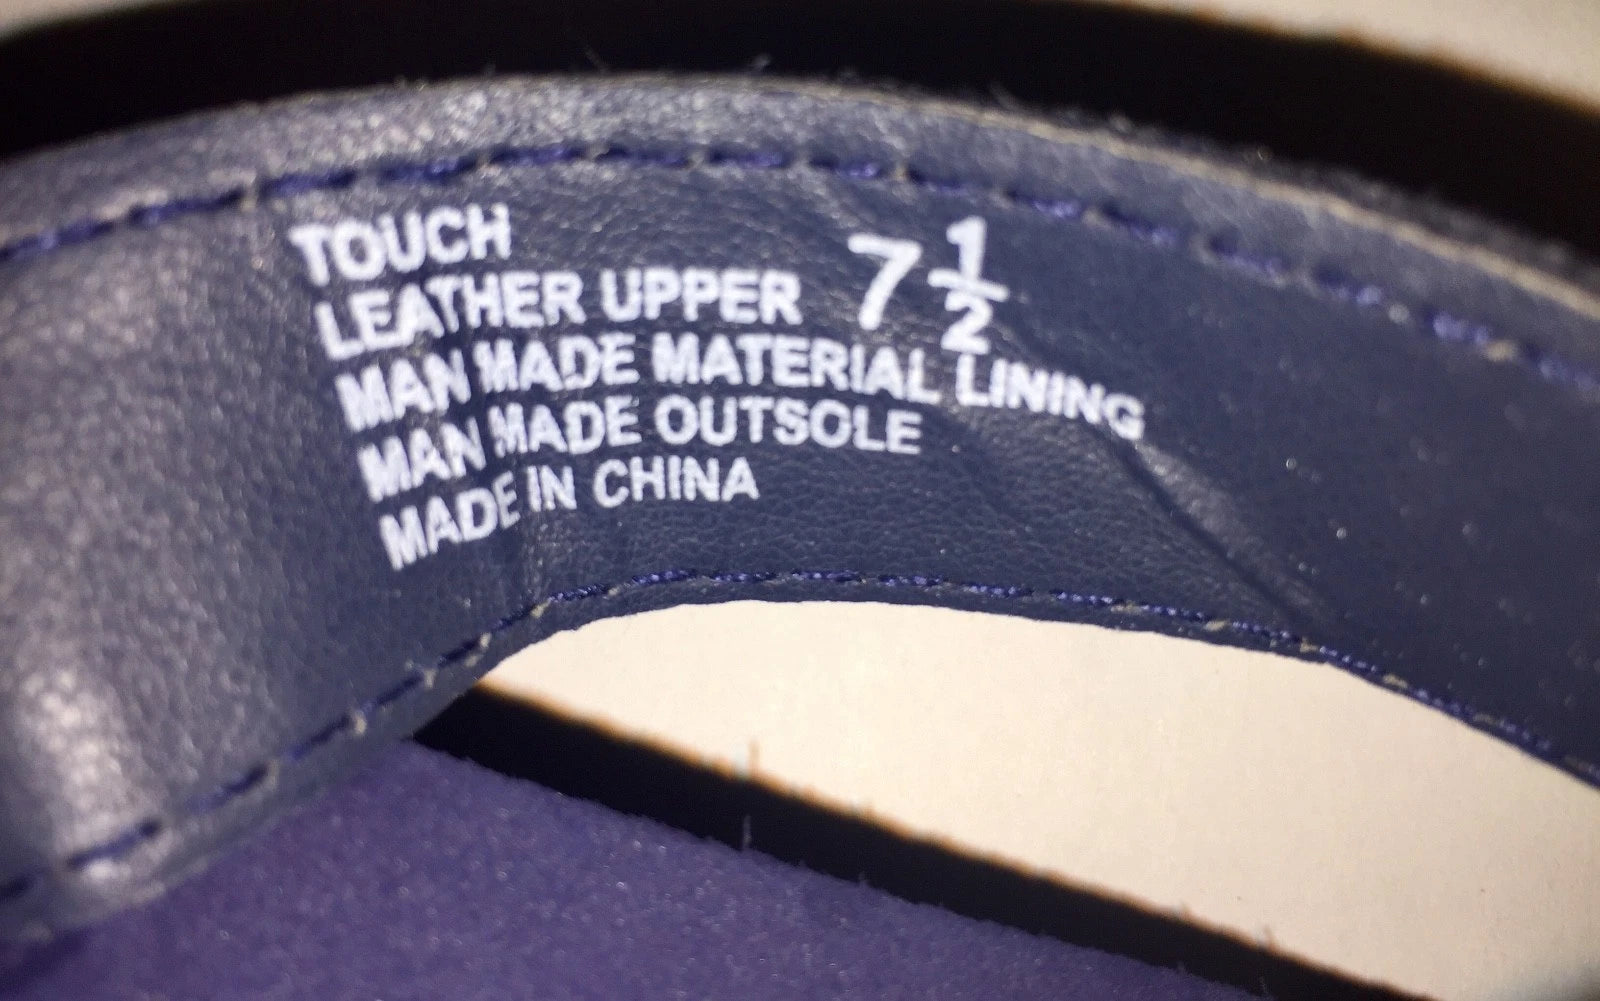 TOUCH
LEATHER UPPER 7 1/2
MAN MADE MATERIAL LINING
MAN MADE OUTSOLE
MADE IN CHINA